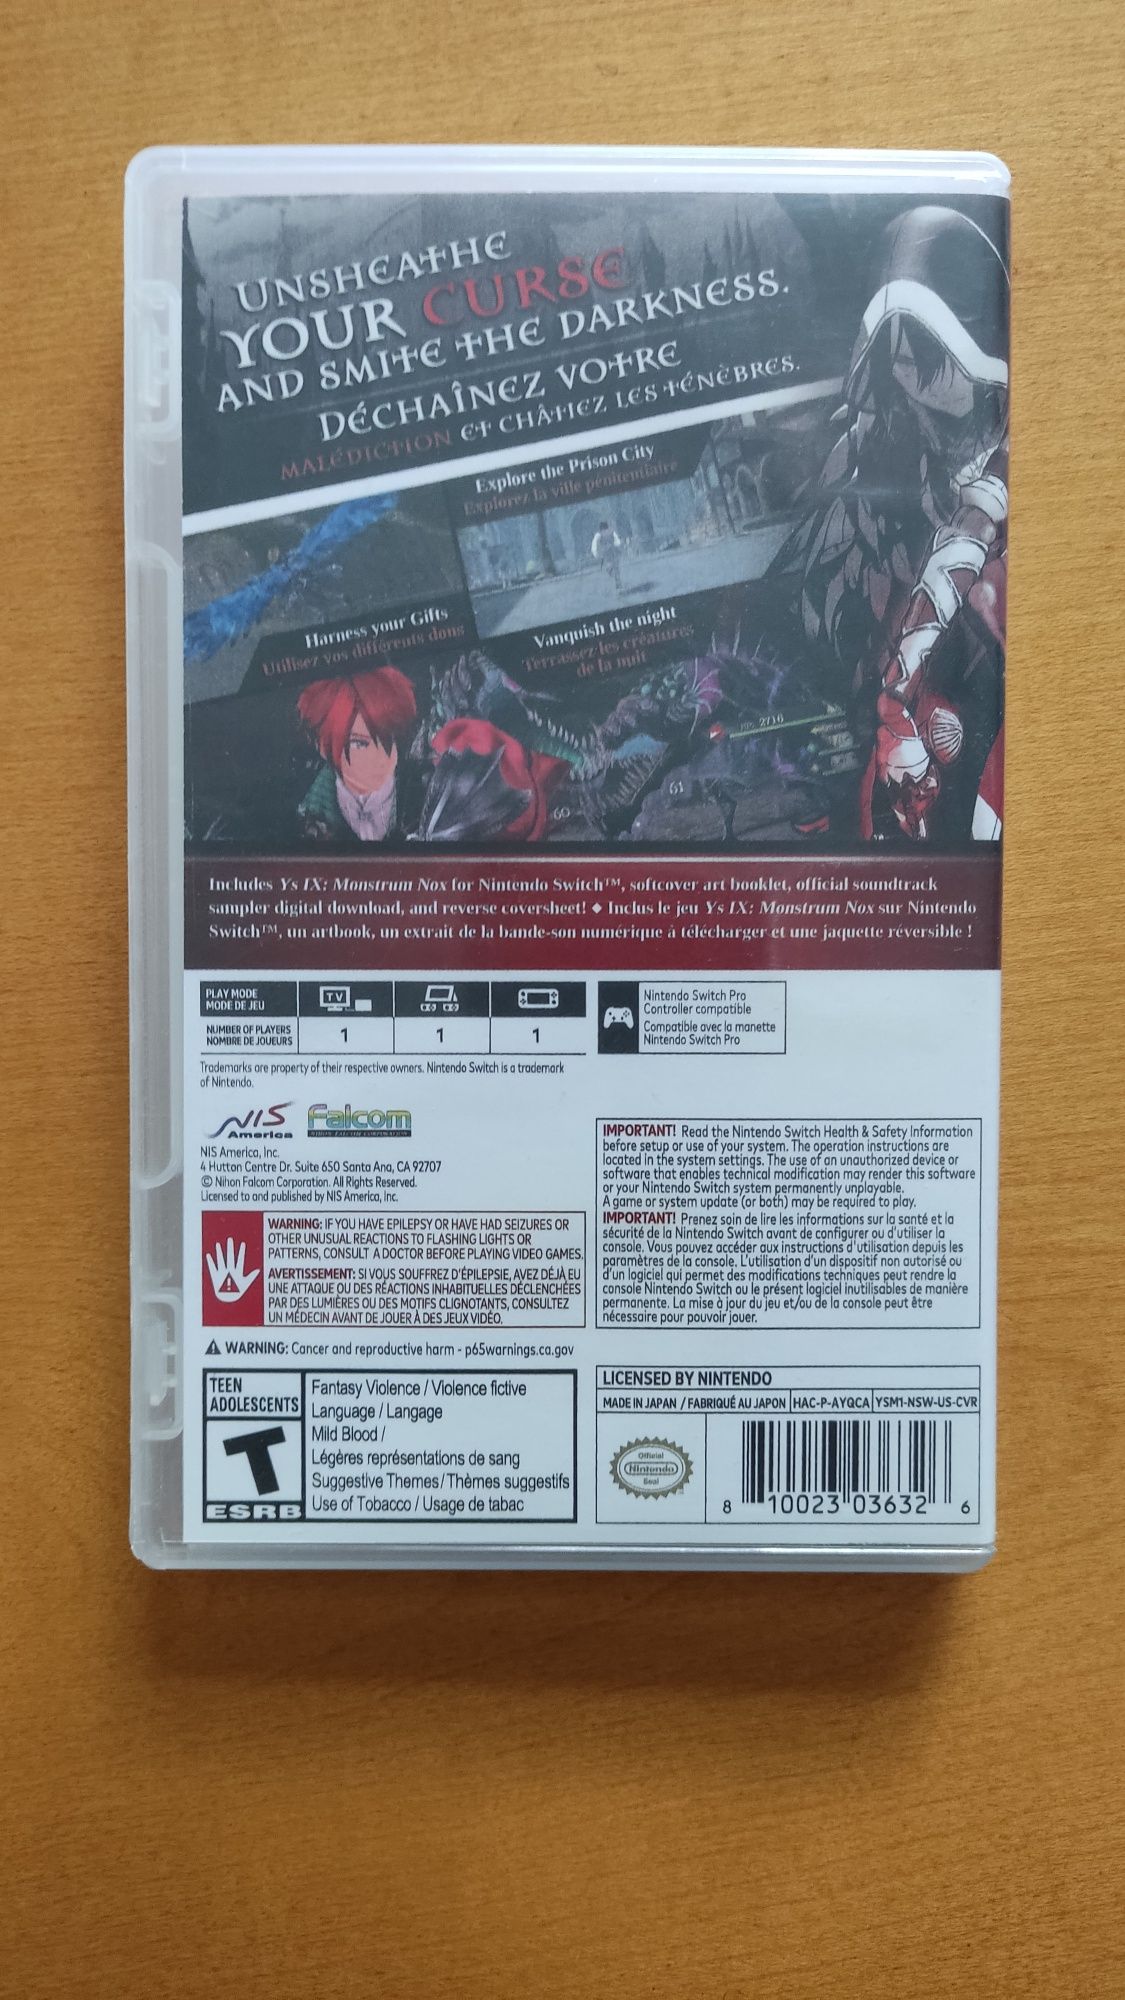 UNSHEATHE
YOUR CURSE
AND SMITE THE DARKNESS.
DÉCHAÎNEZ VOTRE
MALÉDICTION ET CHÂTIEZ LES TÉNÈBRES.
Explore the Prison City
Explorez la ville pénitentiaire
Harness your Gifts
Utilisez vos différents dons
Vanquish the night
Terrassez les créatures
de la nuit
2716
61
60
Includes Ys IX: Monstrum Nox for Nintendo Switch™, softcover art booklet, official soundtrack
sampler digital download, and reverse coversheet! ◆ Inclus le jeu Ys IX: Monstrum Nox sur Nintendo
Switch™, un artbook, un extrait de la bande-son numérique à télécharger et une jaquette réversible !
PLAY MODE
MODE DE JEU
TV
NUMBER OF PLAYERS
NOMBRE DE JOUEURS
1 1 1
Nintendo Switch Pro
Controller compatible
Compatible avec la manette
Nintendo Switch Pro
Trademarks are property of their respective owners. Nintendo Switch is a trademark
of Nintendo.
NIS
America
Falcom
NIHON FALCOM CORPORATION
NIS America, Inc.
4 Hutton Centre Dr. Suite 650 Santa Ana, CA 92707
© Nihon Falcom Corporation. All Rights Reserved.
Licensed to and published by NIS America, Inc.
WARNING: IF YOU HAVE EPILEPSY OR HAVE HAD SEIZURES OR
OTHER UNUSUAL REACTIONS TO FLASHING LIGHTS OR
PATTERNS, CONSULT A DOCTOR BEFORE PLAYING VIDEO GAMES.
AVERTISSEMENT: SI VOUS SOUFFREZ D'ÉPILEPSIE, AVEZ DÉJÀ EU
UNE ATTAQUE OU DES RÉACTIONS INHABITUELLES DÉCLENCHÉES
PAR DES LUMIÈRES OU DES MOTIFS CLIGNOTANTS, CONSULTEZ
UN MÉDECIN AVANT DE JOUER À DES JEUX VIDÉO.
IMPORTANT! Read the Nintendo Switch Health & Safety Information
before setup or use of your system. The operation instructions are
located in the system settings. The use of an unauthorized device or
software that enables technical modification may render this software
or your Nintendo Switch system permanently unplayable.
A game or system update (or both) may be required to play.
IMPORTANT! Prenez soin de lire les informations sur la santé et la
sécurité de la Nintendo Switch avant de configurer ou d'utiliser la
console. Vous pouvez accéder aux instructions d'utilisation depuis les
paramètres de la console. L'utilisation d'un dispositif non autorisé ou
d'un logiciel qui permet des modifications techniques peut rendre la
console Nintendo Switch ou le présent logiciel inutilisables de manière
permanente. La mise à jour du jeu et/ou de la console peut être
nécessaire pour pouvoir jouer.
WARNING: Cancer and reproductive harm - p65warnings.ca.gov
TEEN
ADOLESCENTS
T
ESRB
Fantasy Violence / Violence fictive
Language / Langage
Mild Blood /
Légères représentations de sang
Suggestive Themes / Thèmes suggestifs
Use of Tobacco / Usage de tabac
LICENSED BY NINTENDO
MADE IN JAPAN / FABRIQUÉ AU JAPON HAC-P-AYQCA YSM1-NSW-US-CVR
Official
Nintendo
Seal
8 10023 03632 6